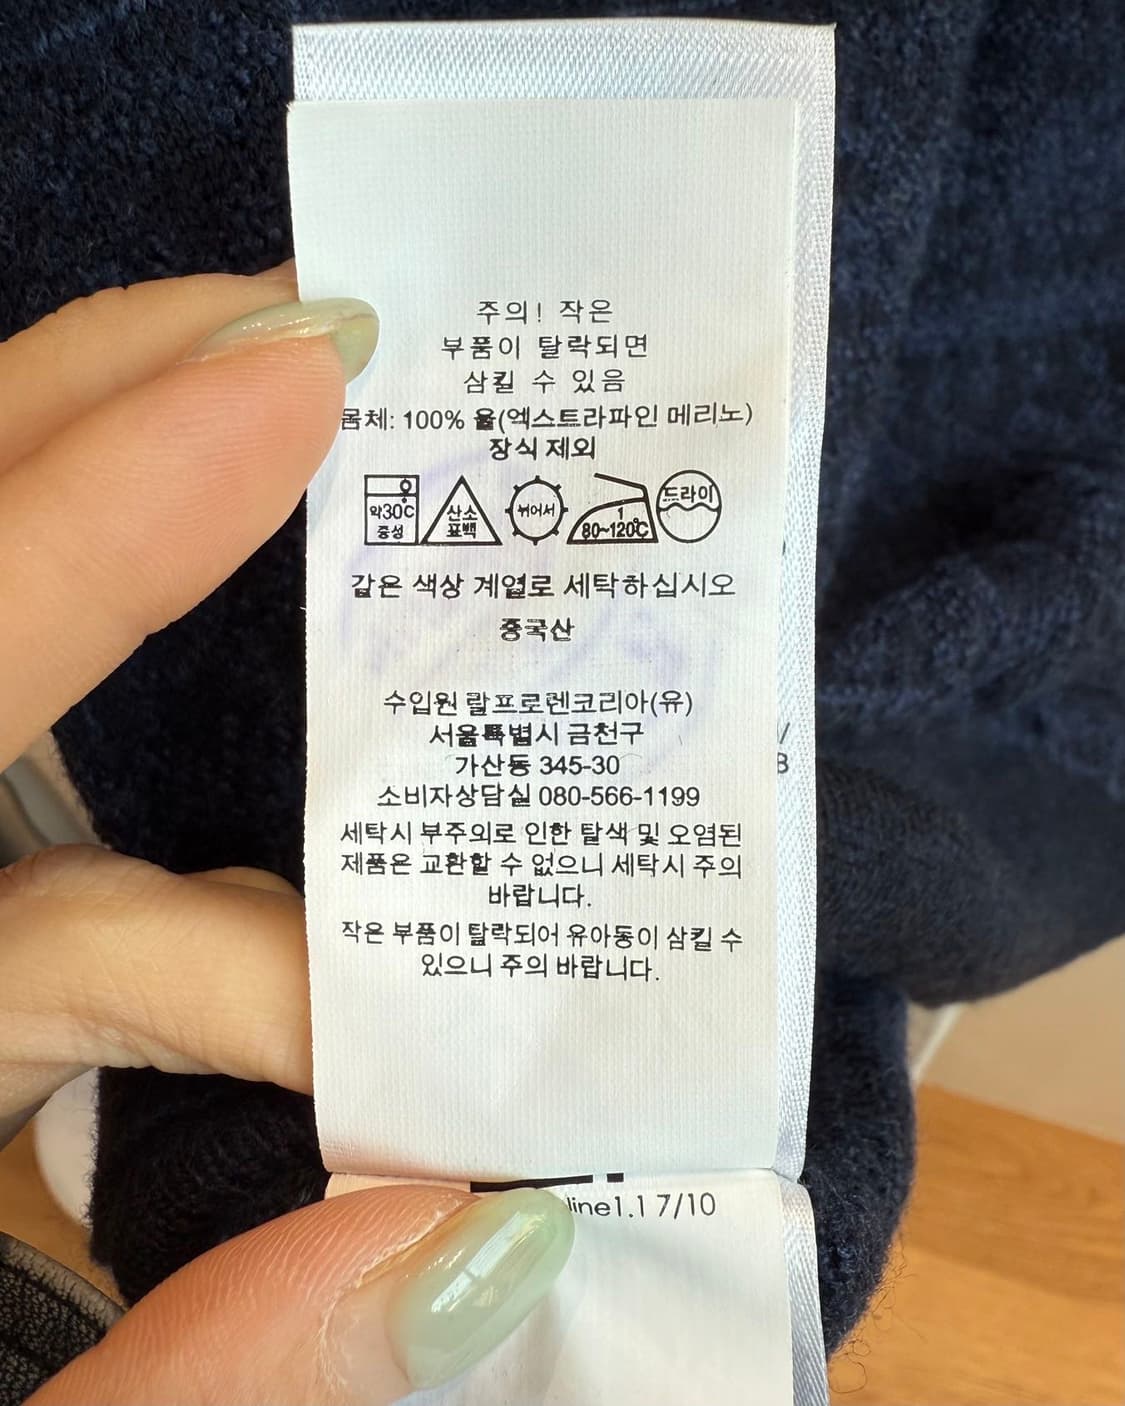 주의! 작은
부품이 탈락되면
삼킬 수 있음
몸체: 100% 울(엑스트라파인 메리노)
장식 제외
약30℃
중성
산소
표백
뉘어서
1
80~120℃
드라이
같은 색상 계열로 세탁하십시오
중국산
수입원 랄프로렌코리아(유)
서울특별시 금천구
가산동 345-30
소비자상담실 080-566-1199
세탁시 부주의로 인한 탈색 및 오염된
제품은 교환할 수 없으니 세탁시 주의
바랍니다.
작은 부품이 탈락되어 유아동이 삼킬 수
있으니 주의 바랍니다.
line1.1 7/10